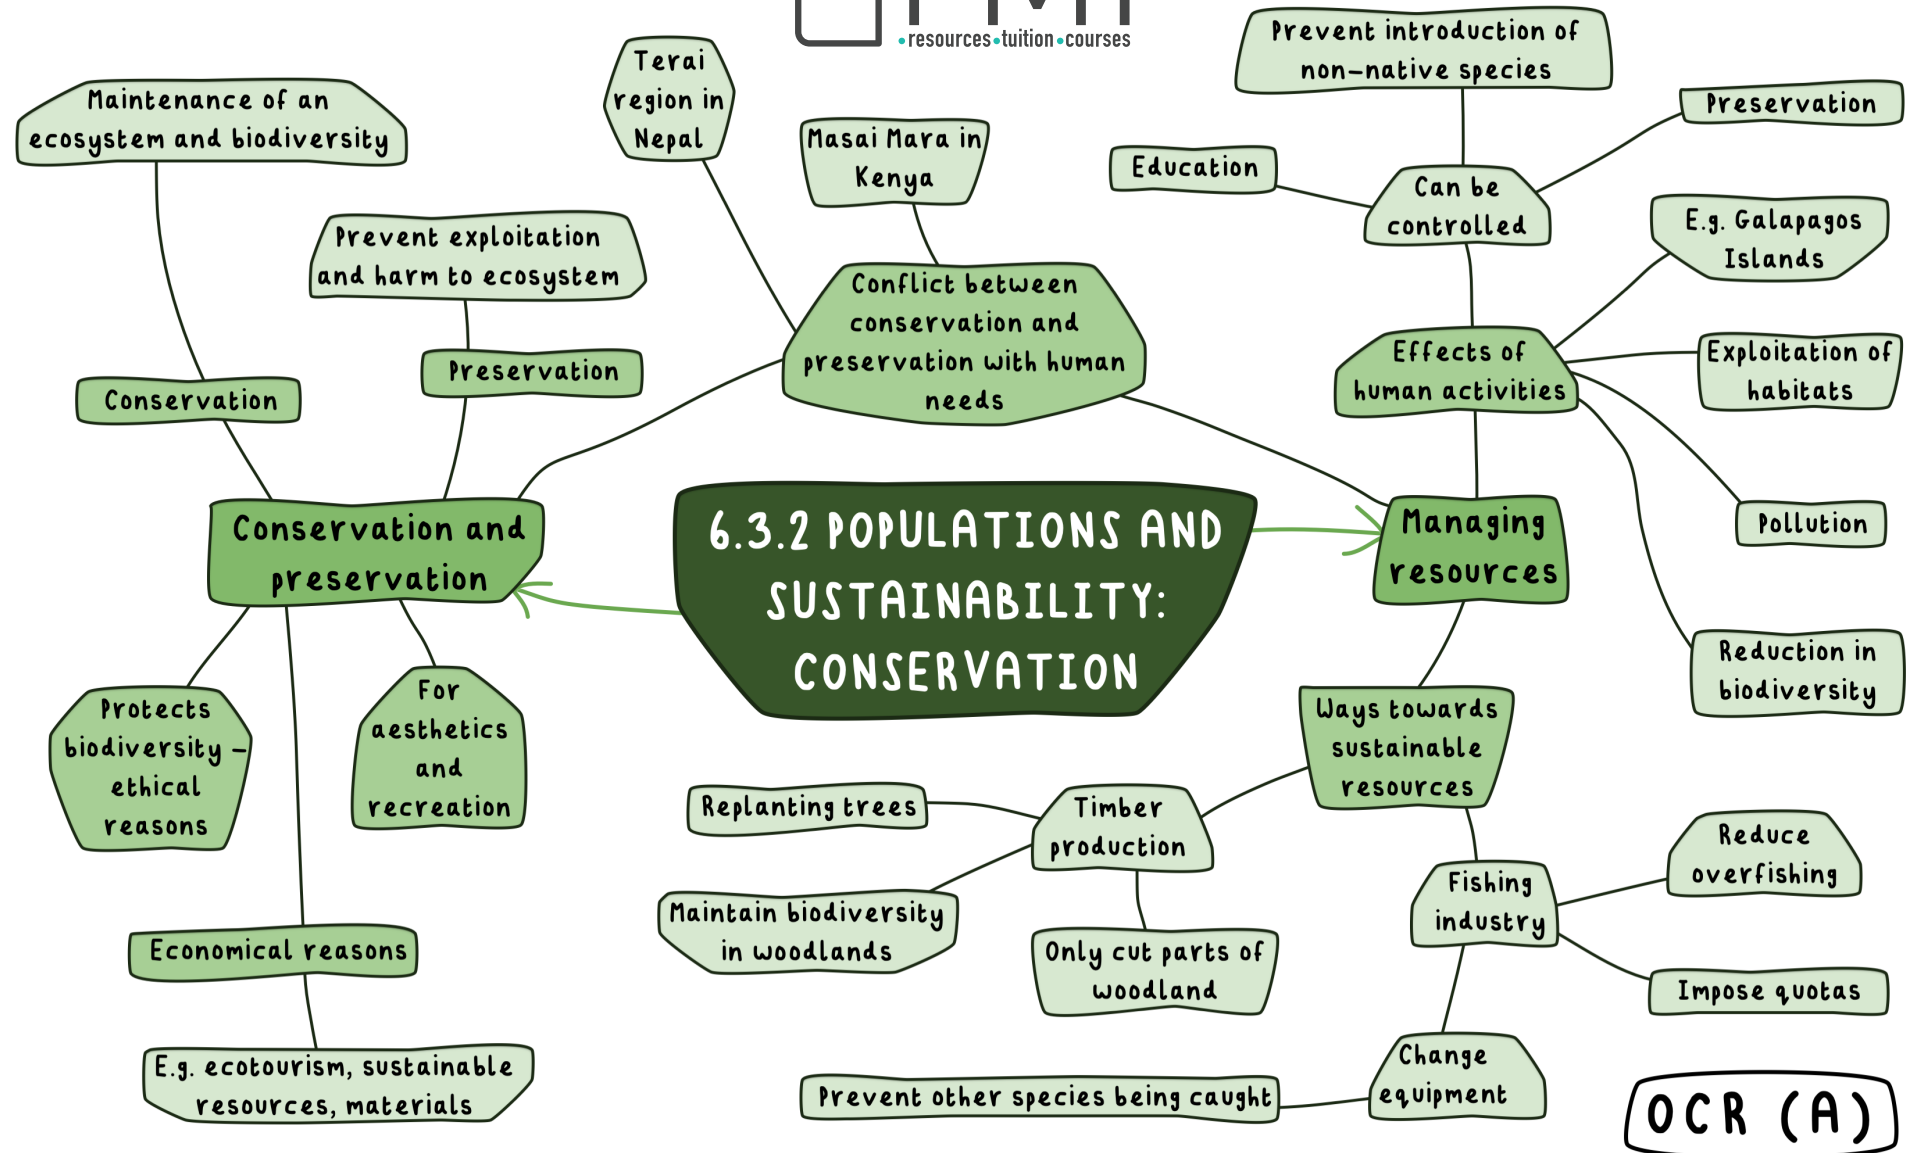 •resources•tuition•courses
Terai
region in
Nepal
Masai Mara in
Kenya
Prevent introduction of
non-native species
Preservation
Education
Can be
controlled
E.g. Galapagos
Islands
Maintenance of an
ecosystem and biodiversity
Prevent exploitation
and harm to ecosystem
Preservation
Conservation
Conflict between
conservation and
preservation with human
needs
Effects of
human activities
Exploitation of
habitats
Pollution
Reduction in
biodiversity
Conservation and
preservation
6.3.2 POPULATIONS AND
SUSTAINABILITY:
CONSERVATION
Managing
resources
Protects
biodiversity –
ethical
reasons
For
aesthetics
and
recreation
Economical reasons
E.g. ecotourism, sustainable
resources, materials
Ways towards
sustainable
resources
Replanting trees
Timber
production
Maintain biodiversity
in woodlands
Only cut parts of
woodland
Fishing
industry
Reduce
overfishing
Impose quotas
Change
equipment
Prevent other species being caught
OCR (A)